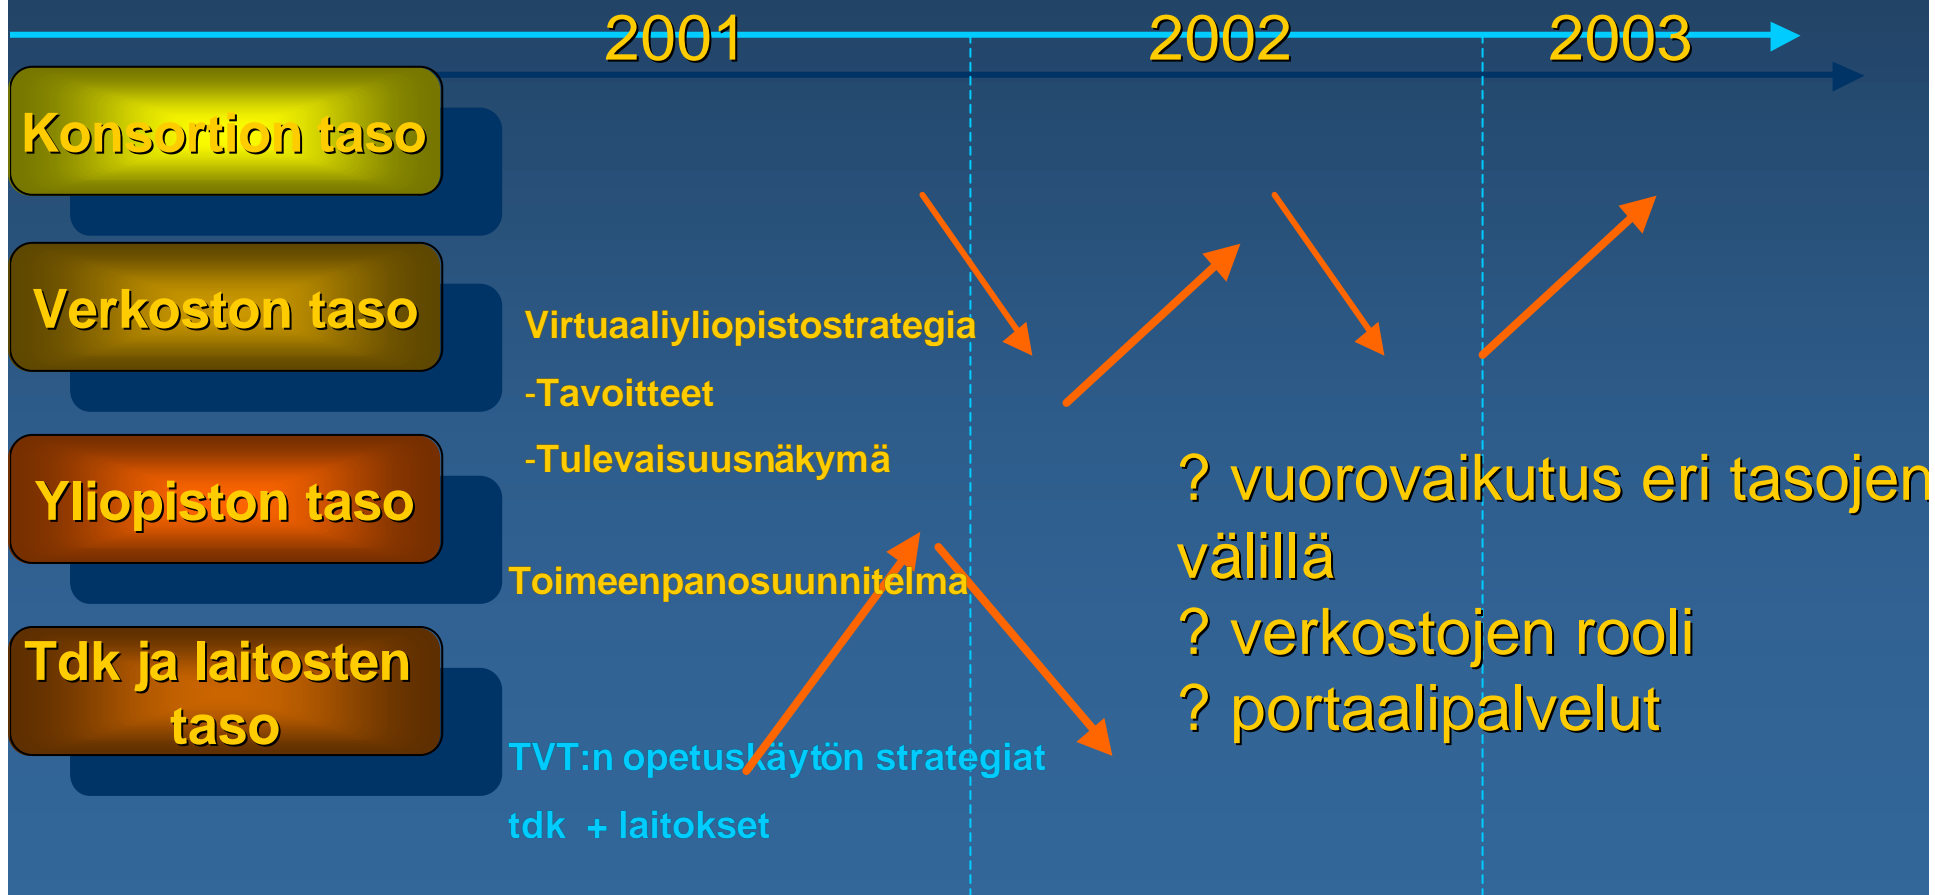 2001 2002 2003
Konsortion taso
Verkoston taso
Virtuaaliyliopistostrategia
-Tavoitteet
-Tulevaisuusnäkymä
Yliopiston taso
Toimeenpanosuunnitelma
Tdk ja laitosten
taso
TVT:n opetuskäytön strategiat
tdk + laitokset
? vuorovaikutus eri tasojen
välillä
? verkostojen rooli
? portaalipalvelut